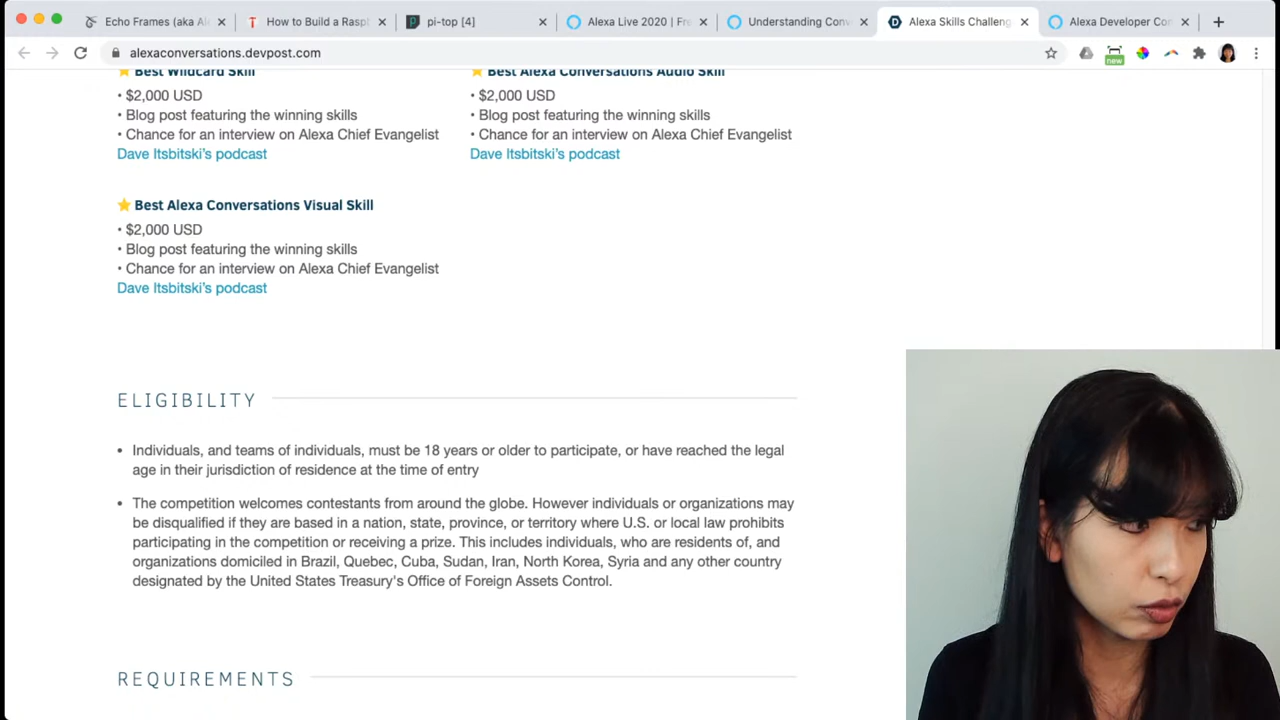 Echo Frames (aka Al
How to Build a Raspb
pi-top [4]
Alexa Live 2020 | Fre
Understanding Conv
Alexa Skills Challeng
Alexa Developer Con
alexaconversations.devpost.com
new
Best Wildcard Skill
• $2,000 USD
• Blog post featuring the winning skills
• Chance for an interview on Alexa Chief Evangelist
Dave Itsbitski's podcast
Best Alexa Conversations Audio Skill
• $2,000 USD
• Blog post featuring the winning skills
• Chance for an interview on Alexa Chief Evangelist
Dave Itsbitski's podcast
Best Alexa Conversations Visual Skill
• $2,000 USD
• Blog post featuring the winning skills
• Chance for an interview on Alexa Chief Evangelist
Dave Itsbitski's podcast
ELIGIBILITY
• Individuals, and teams of individuals, must be 18 years or older to participate, or have reached the legal
age in their jurisdiction of residence at the time of entry
• The competition welcomes contestants from around the globe. However individuals or organizations may
be disqualified if they are based in a nation, state, province, or territory where U.S. or local law prohibits
participating in the competition or receiving a prize. This includes individuals, who are residents of, and
organizations domiciled in Brazil, Quebec, Cuba, Sudan, Iran, North Korea, Syria and any other country
designated by the United States Treasury's Office of Foreign Assets Control.
REQUIREMENTS